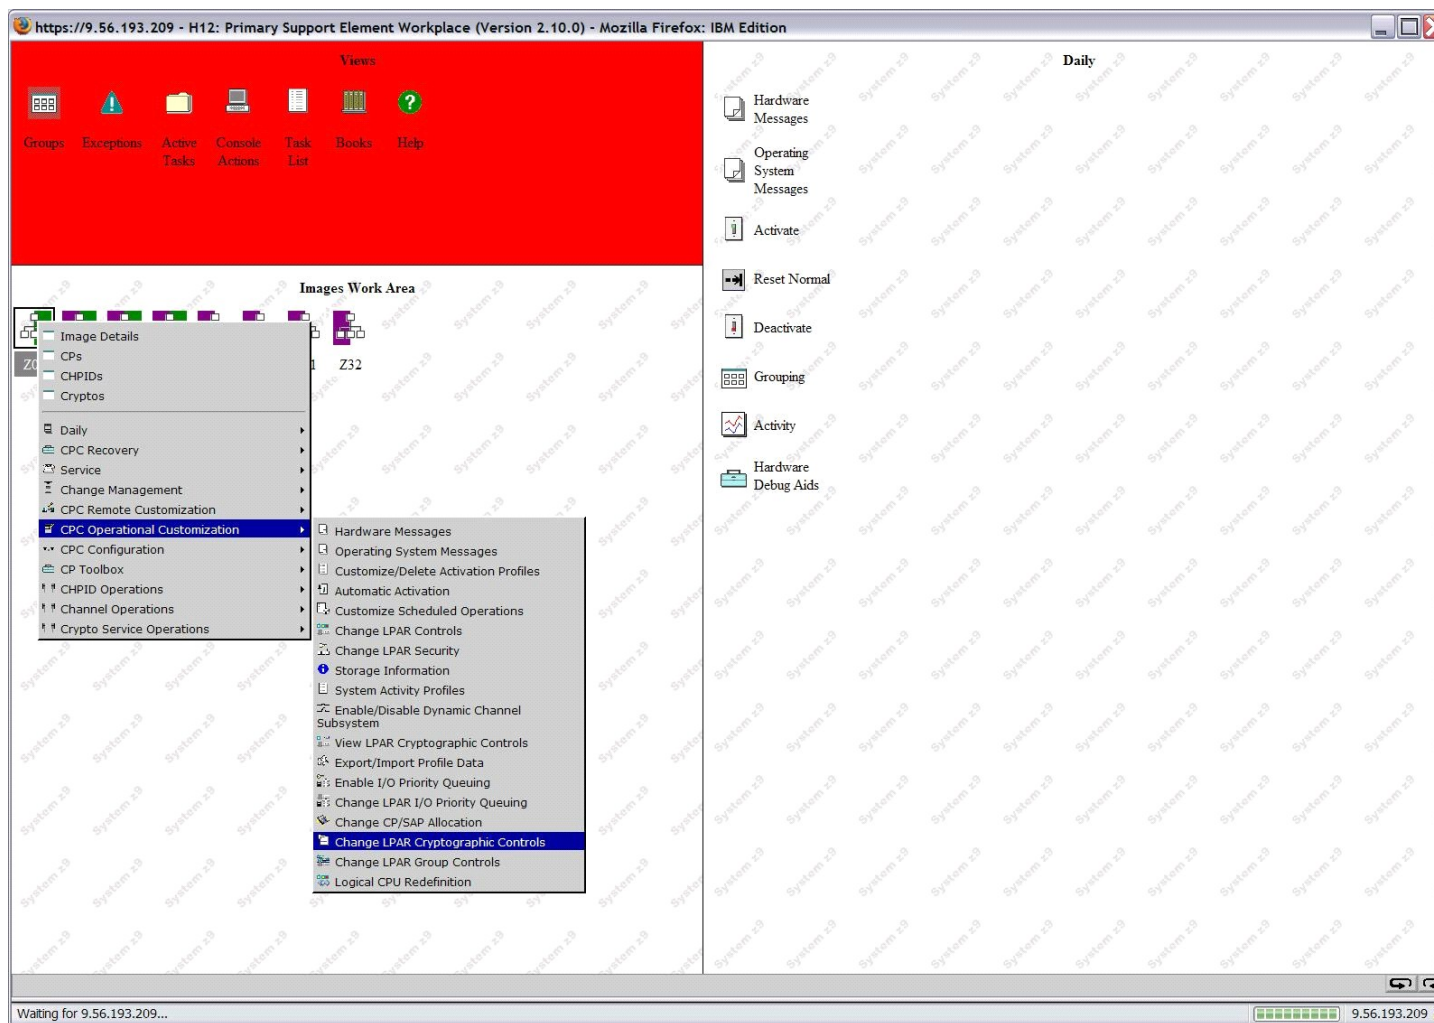 https://9.56.193.209 - H12: Primary Support Element Workplace (Version 2.10.0) - Mozilla Firefox: IBM Edition
Views
Groups
Exceptions
Active
Tasks
Console
Actions
Task
List
Books
Help
Images Work Area
Z32
Image Details
CPs
CHPIDs
Cryptos
Daily
CPC Recovery
Service
Change Management
CPC Remote Customization
CPC Operational Customization
CPC Configuration
CP Toolbox
CHPID Operations
Channel Operations
Crypto Service Operations
Hardware Messages
Operating System Messages
Customize/Delete Activation Profiles
Automatic Activation
Customize Scheduled Operations
Change LPAR Controls
Change LPAR Security
Storage Information
System Activity Profiles
Enable/Disable Dynamic Channel
Subsystem
View LPAR Cryptographic Controls
Export/Import Profile Data
Enable I/O Priority Queuing
Change LPAR I/O Priority Queuing
Change CP/SAP Allocation
Change LPAR Cryptographic Controls
Change LPAR Group Controls
Logical CPU Redefinition
Daily
Hardware
Messages
Operating
System
Messages
Activate
Reset Normal
Deactivate
Grouping
Activity
Hardware
Debug Aids
System z9
Waiting for 9.56.193.209...
9.56.193.209